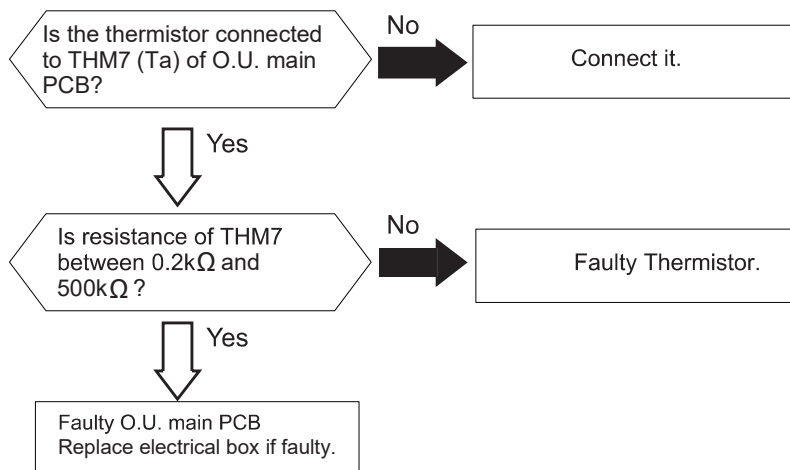 Is the thermistor connected
to THM7 (Ta) of O.U. main
PCB?
No
Connect it.
Yes
Is resistance of THM7
between 0.2kΩ and
500kΩ ?
No
Faulty Thermistor.
Yes
Faulty O.U. main PCB
Replace electrical box if faulty.